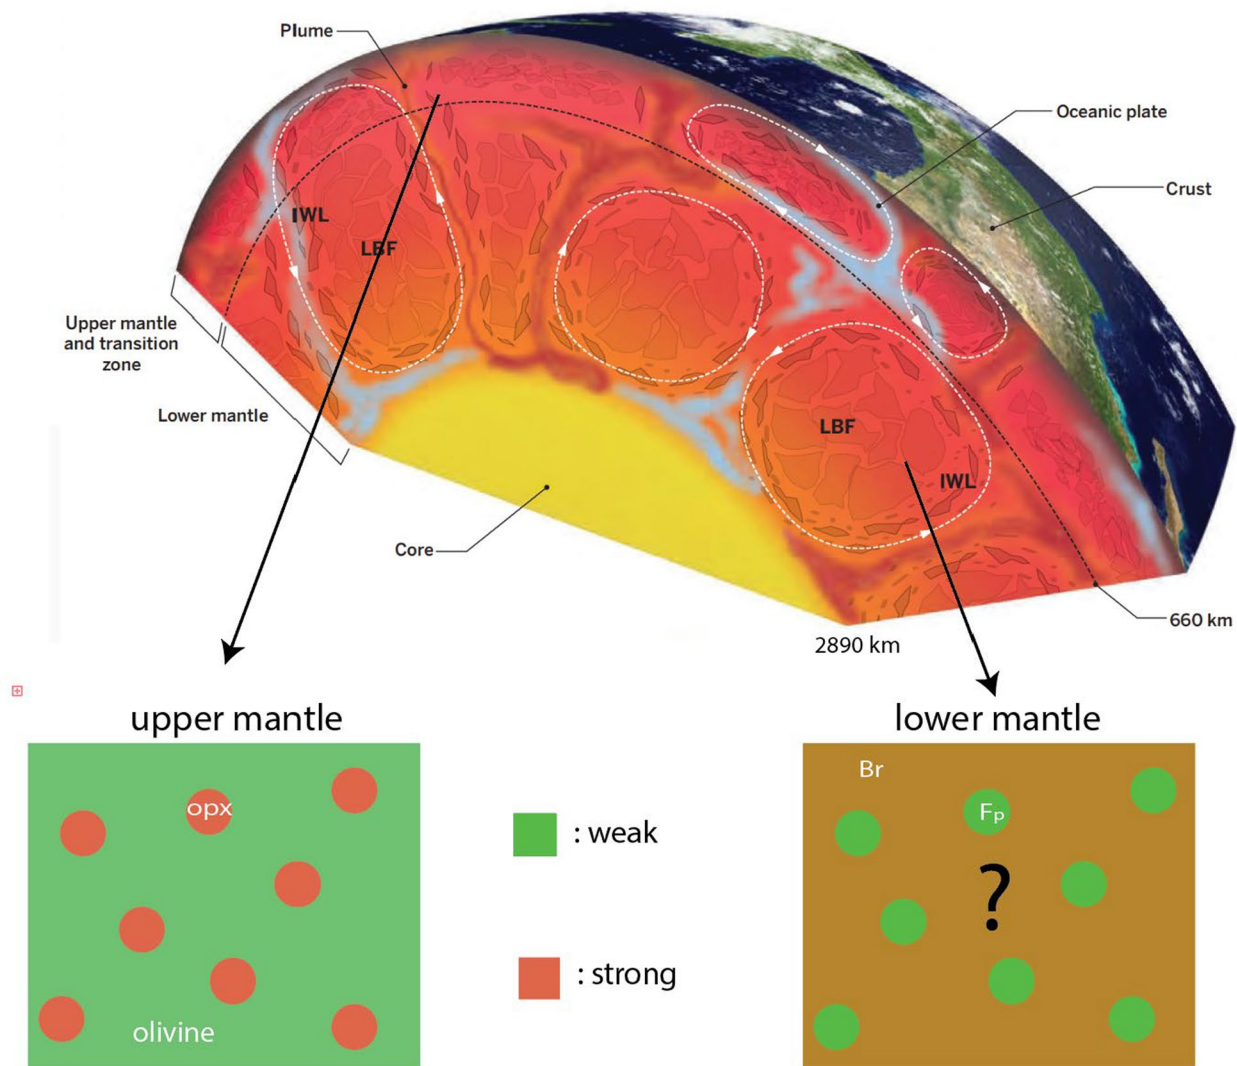 Plume
Oceanic plate
Crust
IWL
LBF
Upper mantle
and transition
zone
Lower mantle
LBF
IWL
Core
660 km
2890 km
upper mantle
lower mantle
opx
olivine
: weak
: strong
Br
Fp
?